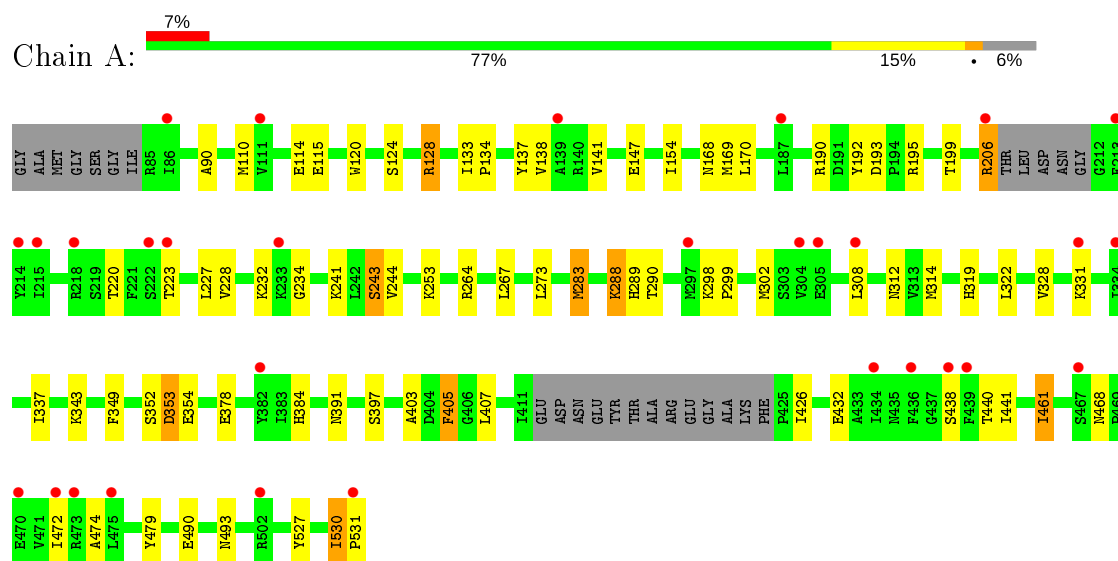 7%
Chain A:
77% 15% • 6%
GLY ALA MET GLY SER GLY ILE R85 I86 A90 M110 V111 E114 E115 W120 S124 R128 I133 P134 Y137 V138 A139 R140 V141 E147 I154 N168 M169 L170 L187 R190 D191 Y192 D193 P194 R195 T199 R206 THR LEU ASP ASN GLY G212 F213
Y214 I215 R218 S219 T220 F221 S222 T223 L227 V228 K232 K233 G234 K241 L242 S243 V244 K253 R264 L267 L273 M283 K288 H289 T290 M297 K298 P299 M302 S303 V304 E305 L308 N312 V313 M314 H319 L322 V328 K331 I334
I337 K343 F349 S352 D353 E354 E378 Y382 I383 H384 N391 S397 A403 D404 F405 G406 L407 I411 GLU ASP ASN GLU TYR THR ALA ARG GLU GLY ALA LYS PHE P425 I426 E432 A433 I434 N435 F436 G437 S438 F439 T440 I441 I461 S467 N468 P469
E470 V471 I472 R473 A474 L475 Y479 E490 N493 R502 Y527 I530 P531